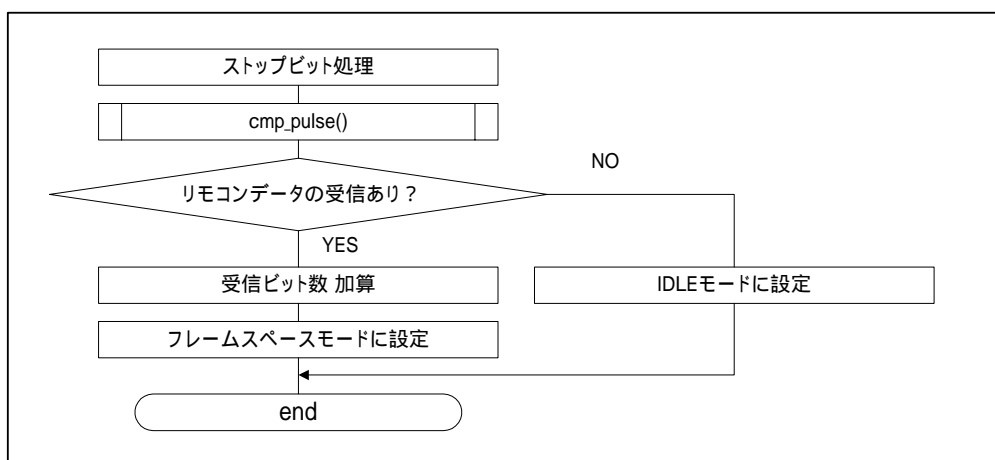 ストップビット処理
cmp_pulse()
NO
リモコンデータの受信あり？
YES
受信ビット数 加算
IDLEモードに設定
フレームスペースモードに設定
end